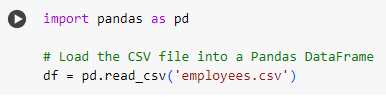 import pandas as pd
# Load the CSV file into a Pandas DataFrame
df = pd.read_csv('employees.csv')